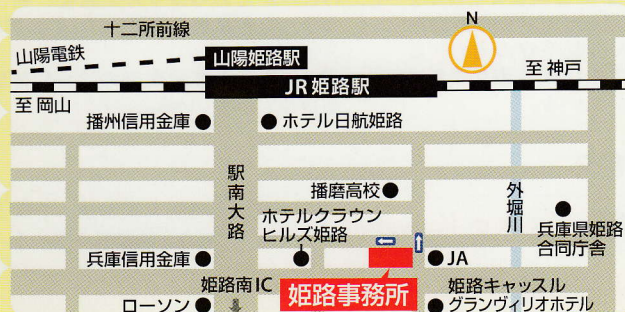 十二所前線
N
山陽電鉄
山陽姫路駅
至 神戸
JR姫路駅
至 岡山
播州信用金庫
ホテル日航姫路
駅南大路
播磨高校
外堀川
ホテルクラウン
ヒルズ姫路
兵庫県姫路
合同庁舎
兵庫信用金庫
JA
姫路南IC
姫路事務所
姫路キャッスル
グランヴィリオホテル
ローソン